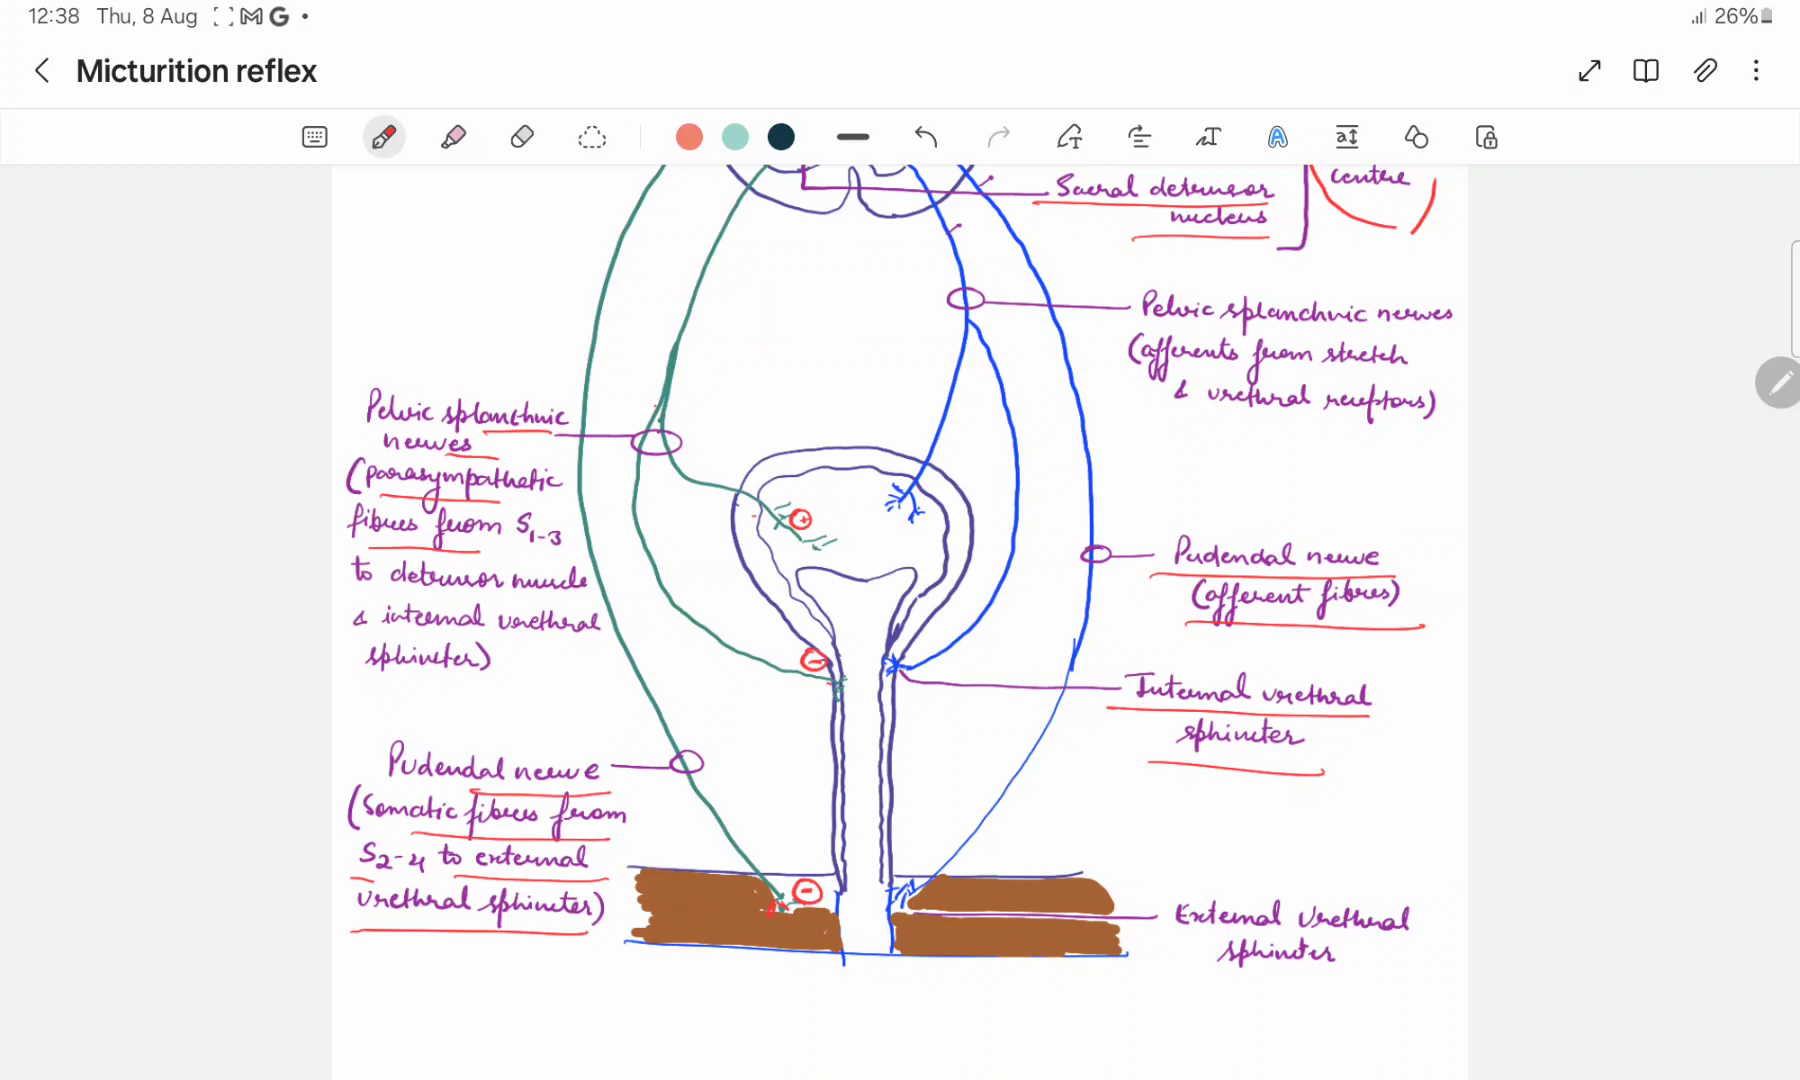 12:38 Thu, 8 Aug
26%
Micturition reflex
centre
Sacral detrusor
nucleus
Pelvic splanchnic nerves
(afferents from stretch
& urethral receptors)
Pelvic splanchnic
nerves
(parasympathetic
fibres from S1-3
to detrusor muscle
& internal urethral
sphincter)
Pudendal nerve
(afferent fibres)
Internal urethral
sphincter
Pudendal nerve
(Somatic fibres from
S2-4 to external
urethral sphincter)
External Urethral
sphincter